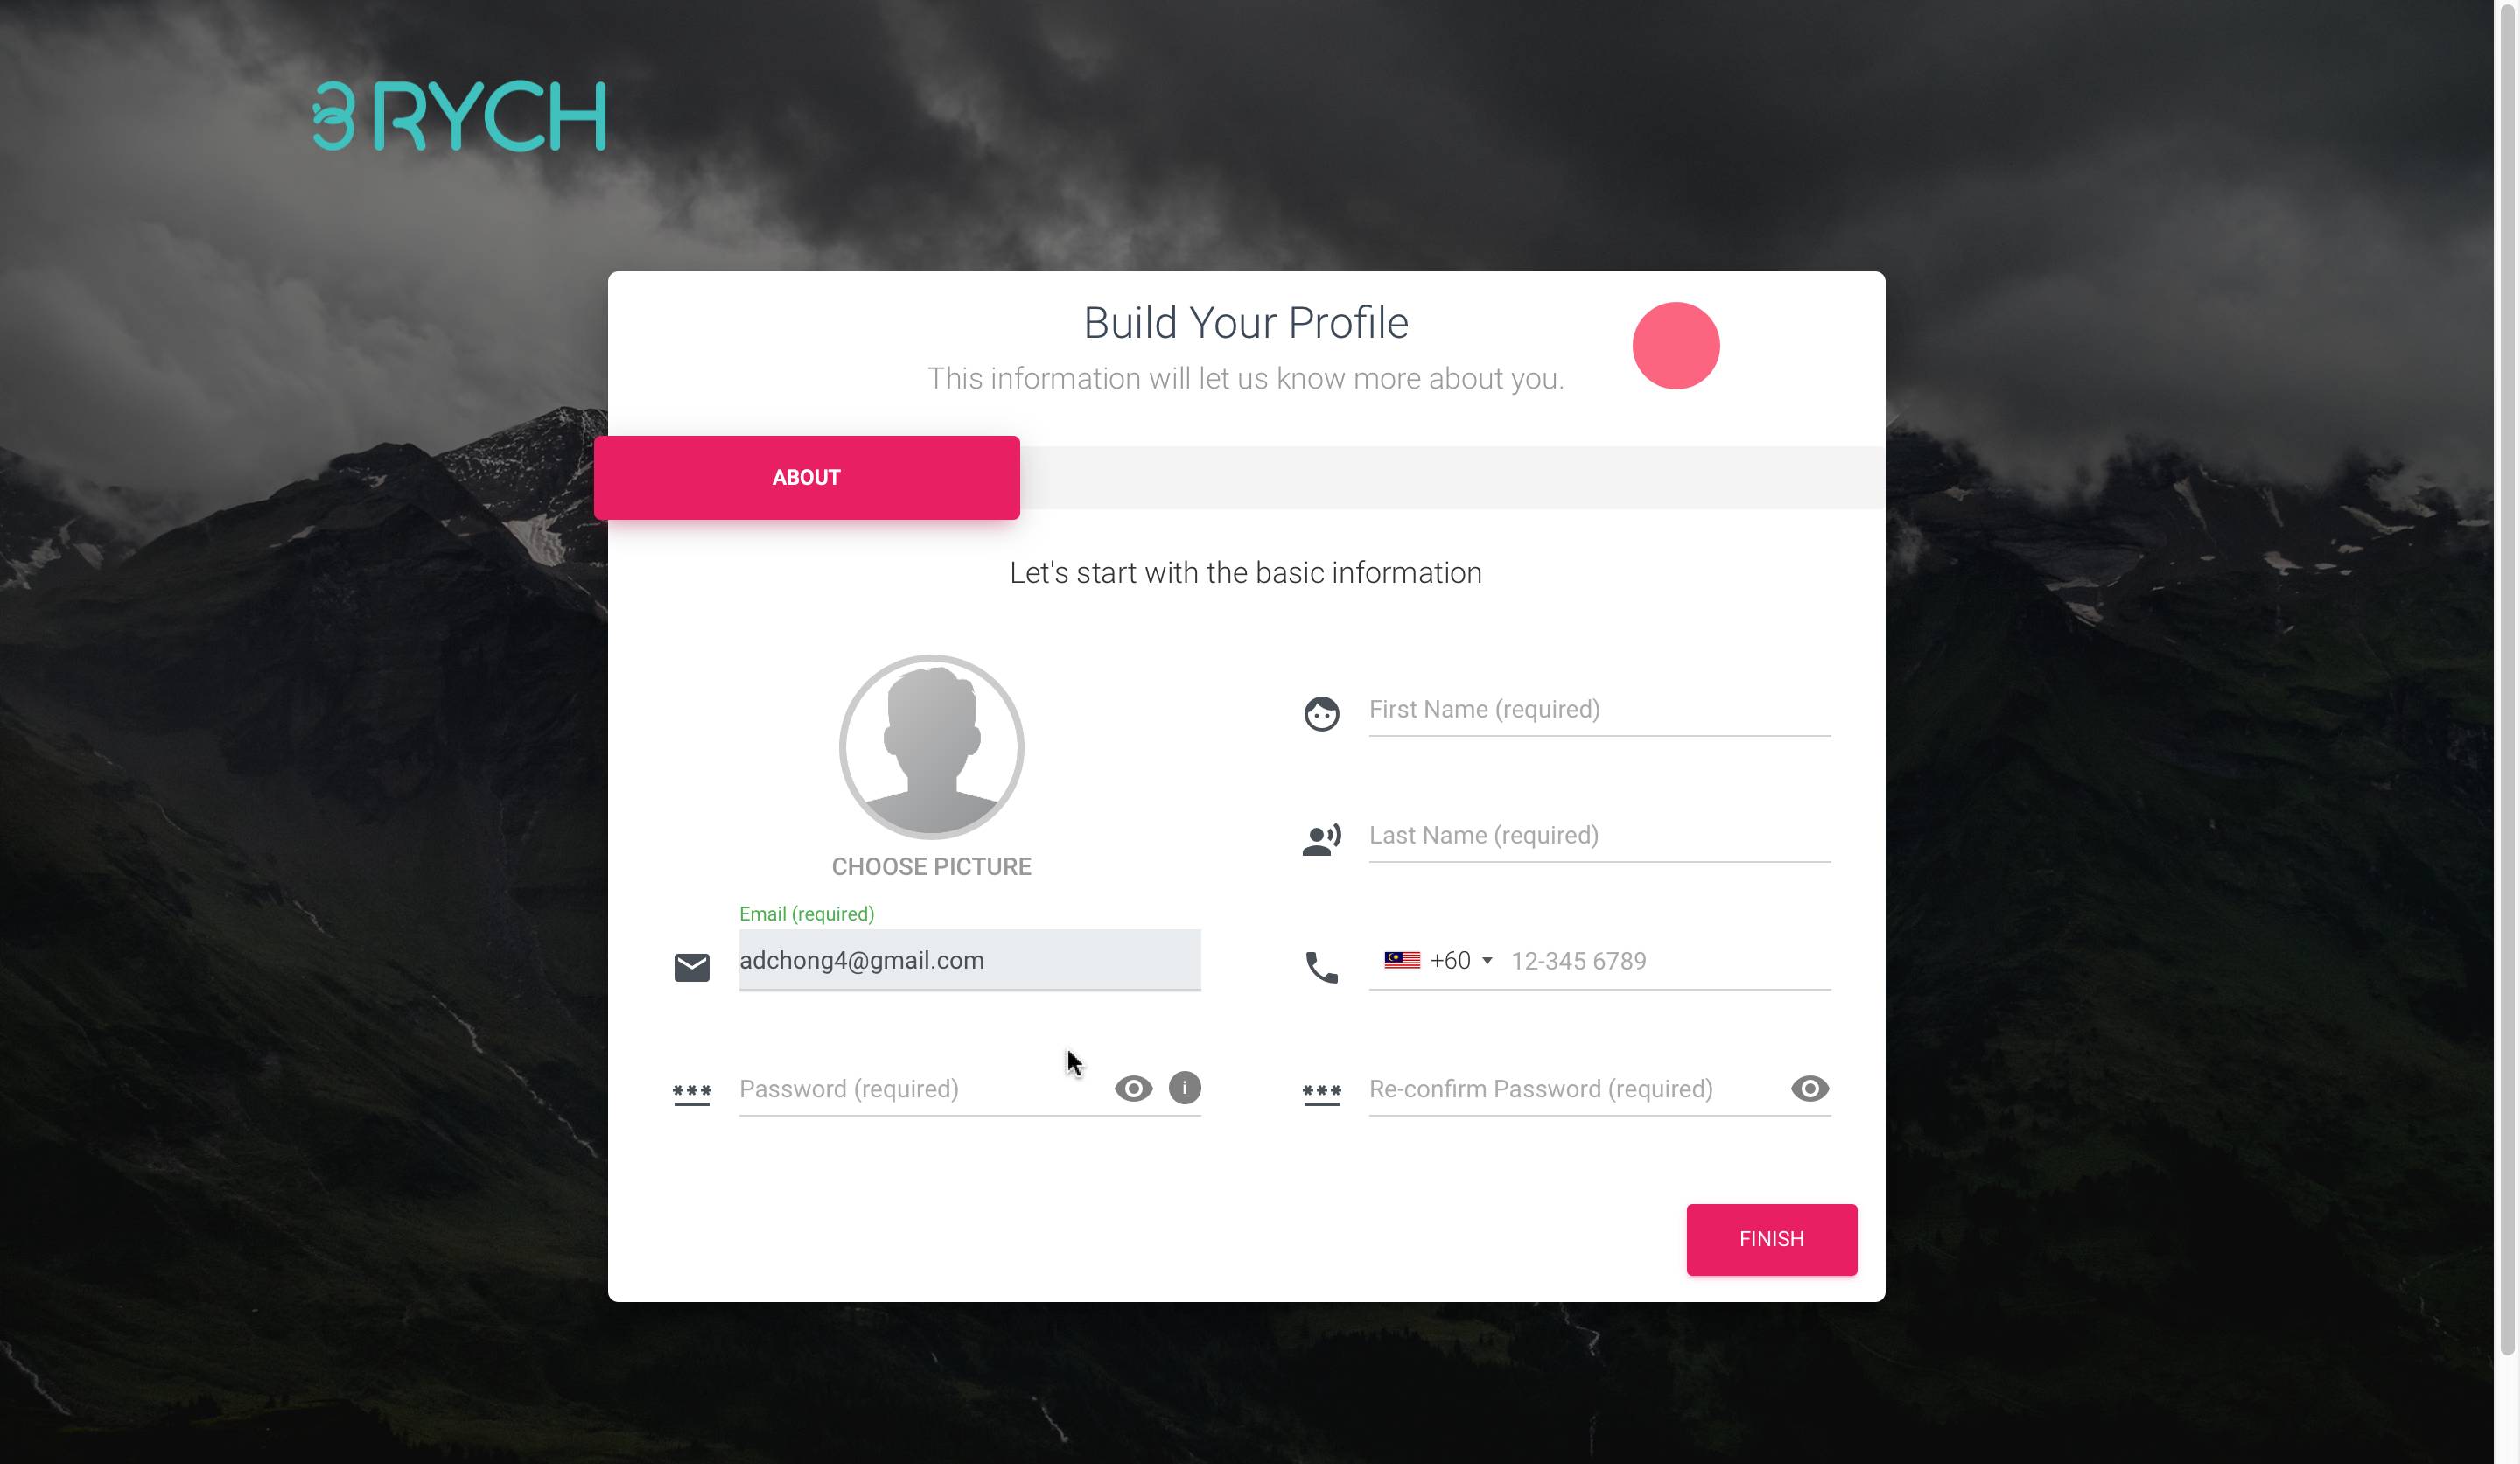 3RYCH
Build Your Profile
This information will let us know more about you.
ABOUT
Let's start with the basic information
First Name (required)
Last Name (required)
CHOOSE PICTURE
Email (required)
adchong4@gmail.com
+60 12-345 6789
*** Password (required) i
*** Re-confirm Password (required)
FINISH